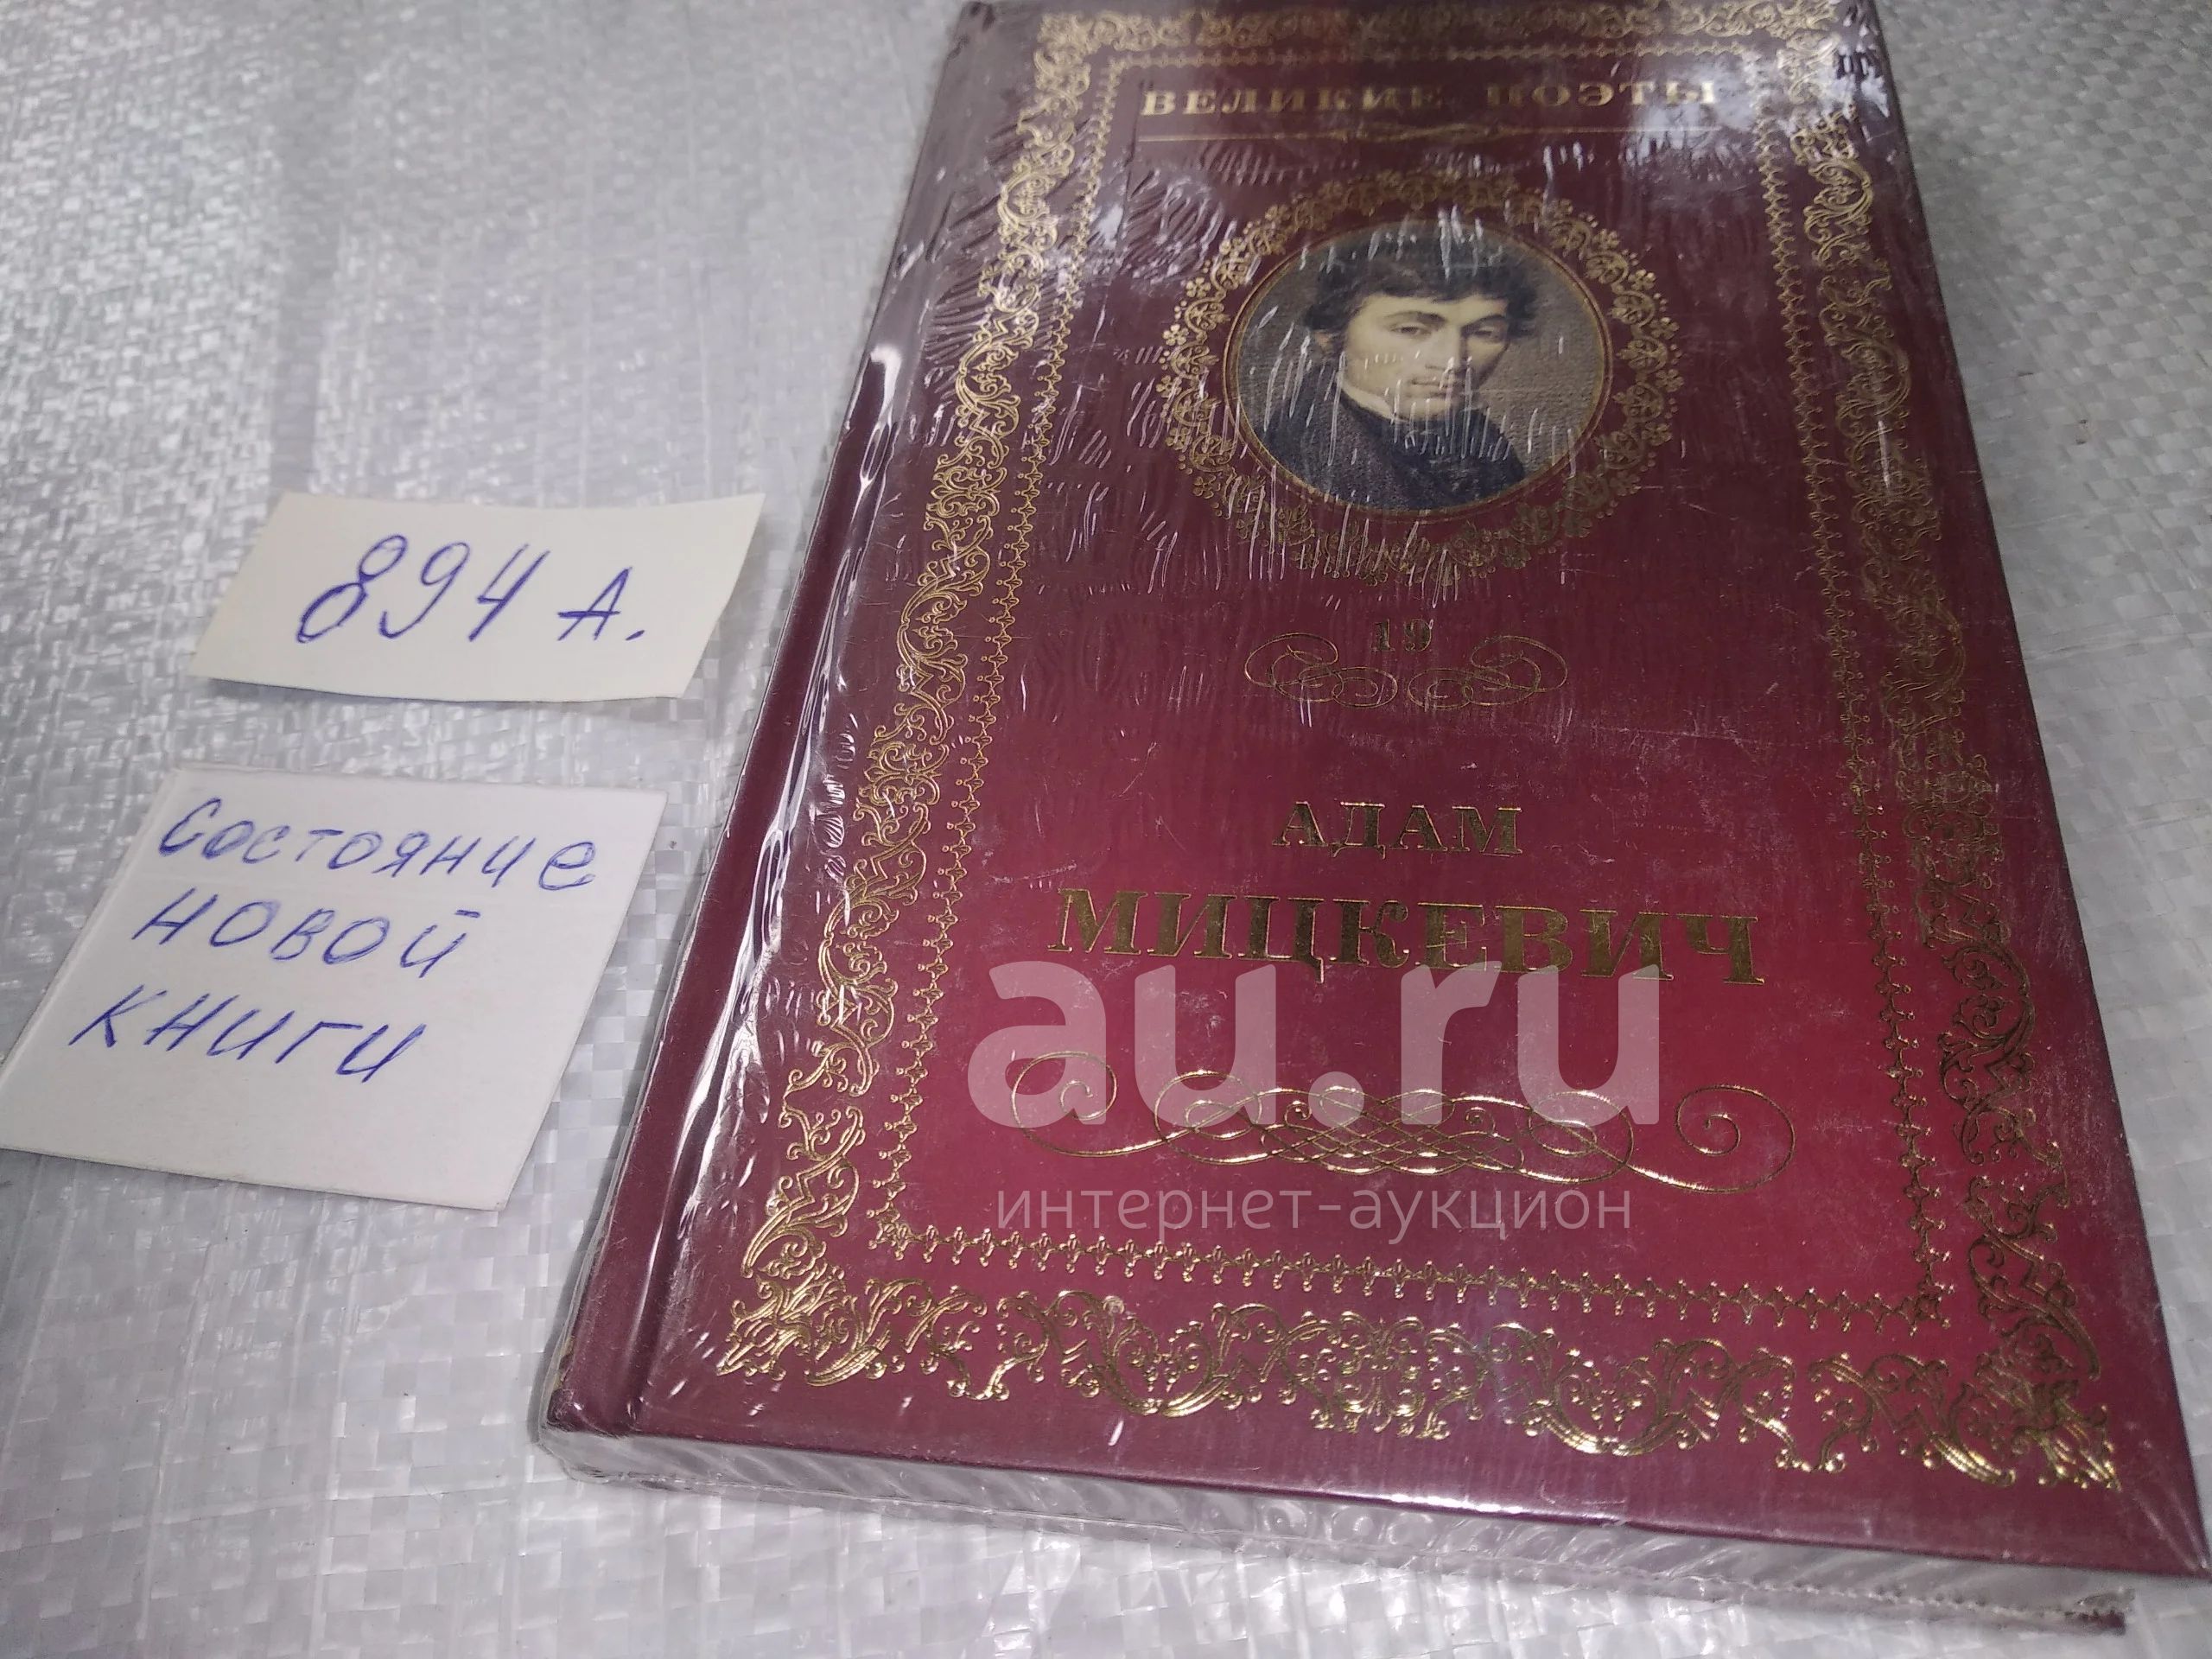 ВЕЛИКИЕ ПОЭТЫ
19
АДАМ
МИЦКЕВИЧ
894 А.
Состояние
новой
книги
au.ru
интернет-аукцион